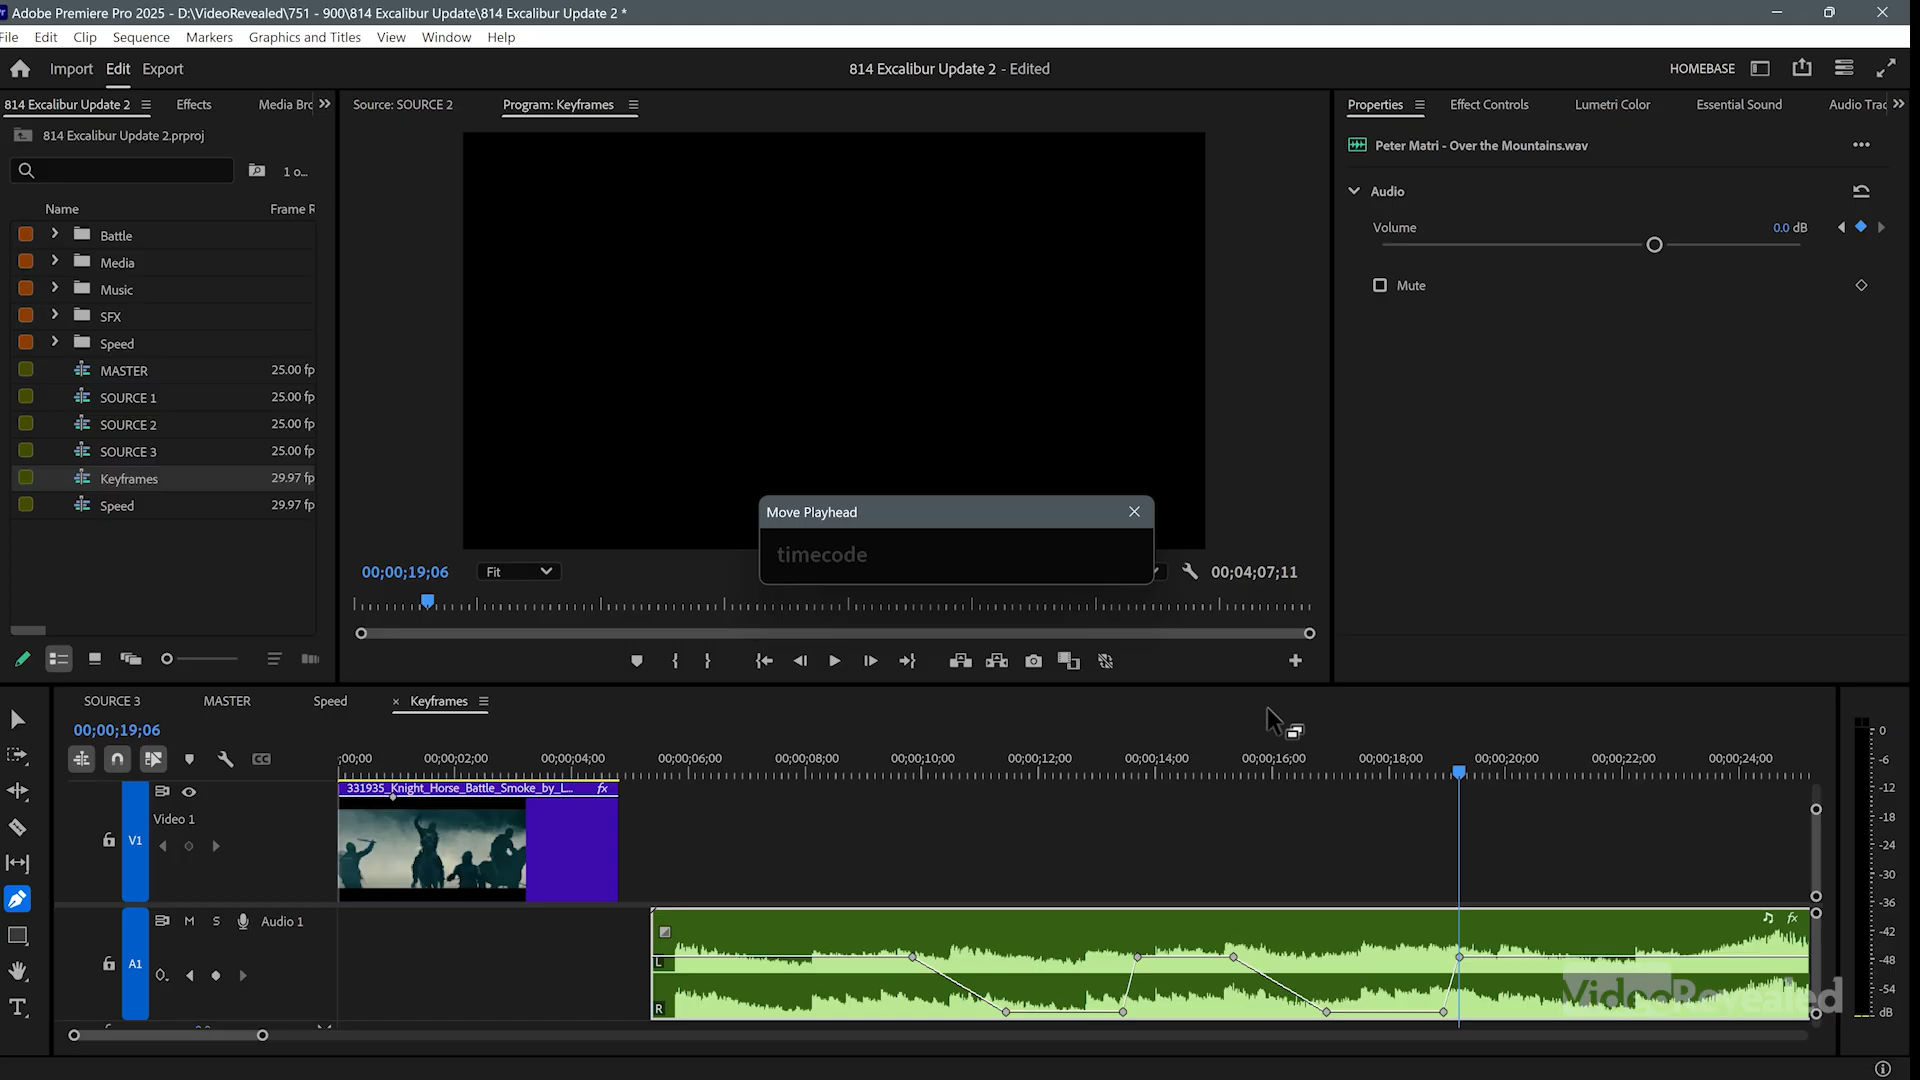 Adobe Premiere Pro 2025 - D:\VideoRevealed\751 - 900\814 Excalibur Update\814 Excalibur Update 2 *
File Edit Clip Sequence Markers Graphics and Titles View Window Help
Import Edit Export
814 Excalibur Update 2 - Edited
HOMEBASE
814 Excalibur Update 2 Effects Media Bro
Source: SOURCE 2 Program: Keyframes
Properties Effect Controls Lumetri Color Essential Sound Audio Trac
814 Excalibur Update 2.prproj
1 o...
Peter Matri - Over the Mountains.wav
Audio
Volume 0.0 dB
Mute
Name Frame R
Battle
Media
Music
SFX
Speed
MASTER 25.00 fp
SOURCE 1 25.00 fp
SOURCE 2 25.00 fp
SOURCE 3 25.00 fp
Keyframes 29.97 fp
Speed 29.97 fp
Move Playhead
timecode
00;00;19;06 Fit 00;04;07;11
SOURCE 3 MASTER Speed × Keyframes
00;00;19;06
;00;00 00;00;02;00 00;00;04;00 00;00;06;00 00;00;08;00 00;00;10;00 00;00;12;00 00;00;14;00 00;00;16;00 00;00;18;00 00;00;20;00 00;00;22;00 00;00;24;00
CC
331935_Knight_Horse_Battle_Smoke_by_L... fx
Video 1
V1
M S Audio 1
A1
L
R
fx
VideoRevealed
0
-6
-12
-18
-24
-30
-36
-42
-48
-54
dB